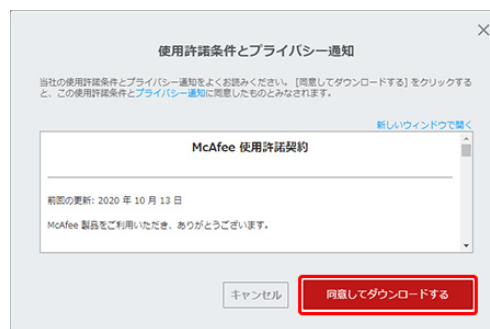 使用許諾条件とプライバシー通知
当社の使用許諾条件とプライバシー通知をよくお読みください。 [同意してダウンロードする] をクリックする
と、この使用許諾条件とプライバシー通知に同意したものとみなされます。
新しいウィンドウで開く
McAfee 使用許諾契約
前回の更新: 2020 年 10 月 13 日
McAfee 製品をご利用いただき、ありがとうございます。
キャンセル
同意してダウンロードする